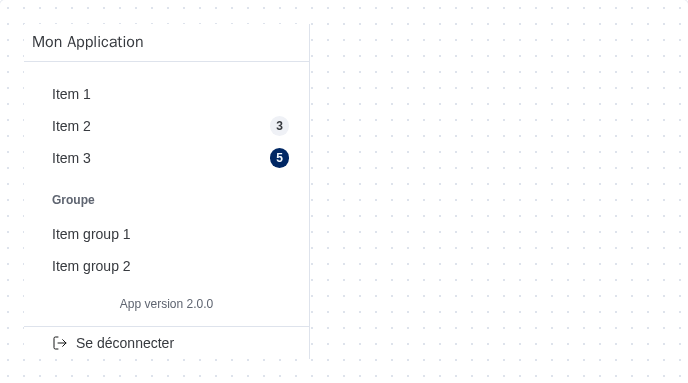 Mon Application
Item 1
Item 2 3
Item 3 5
Groupe
Item group 1
Item group 2
App version 2.0.0
Se déconnecter